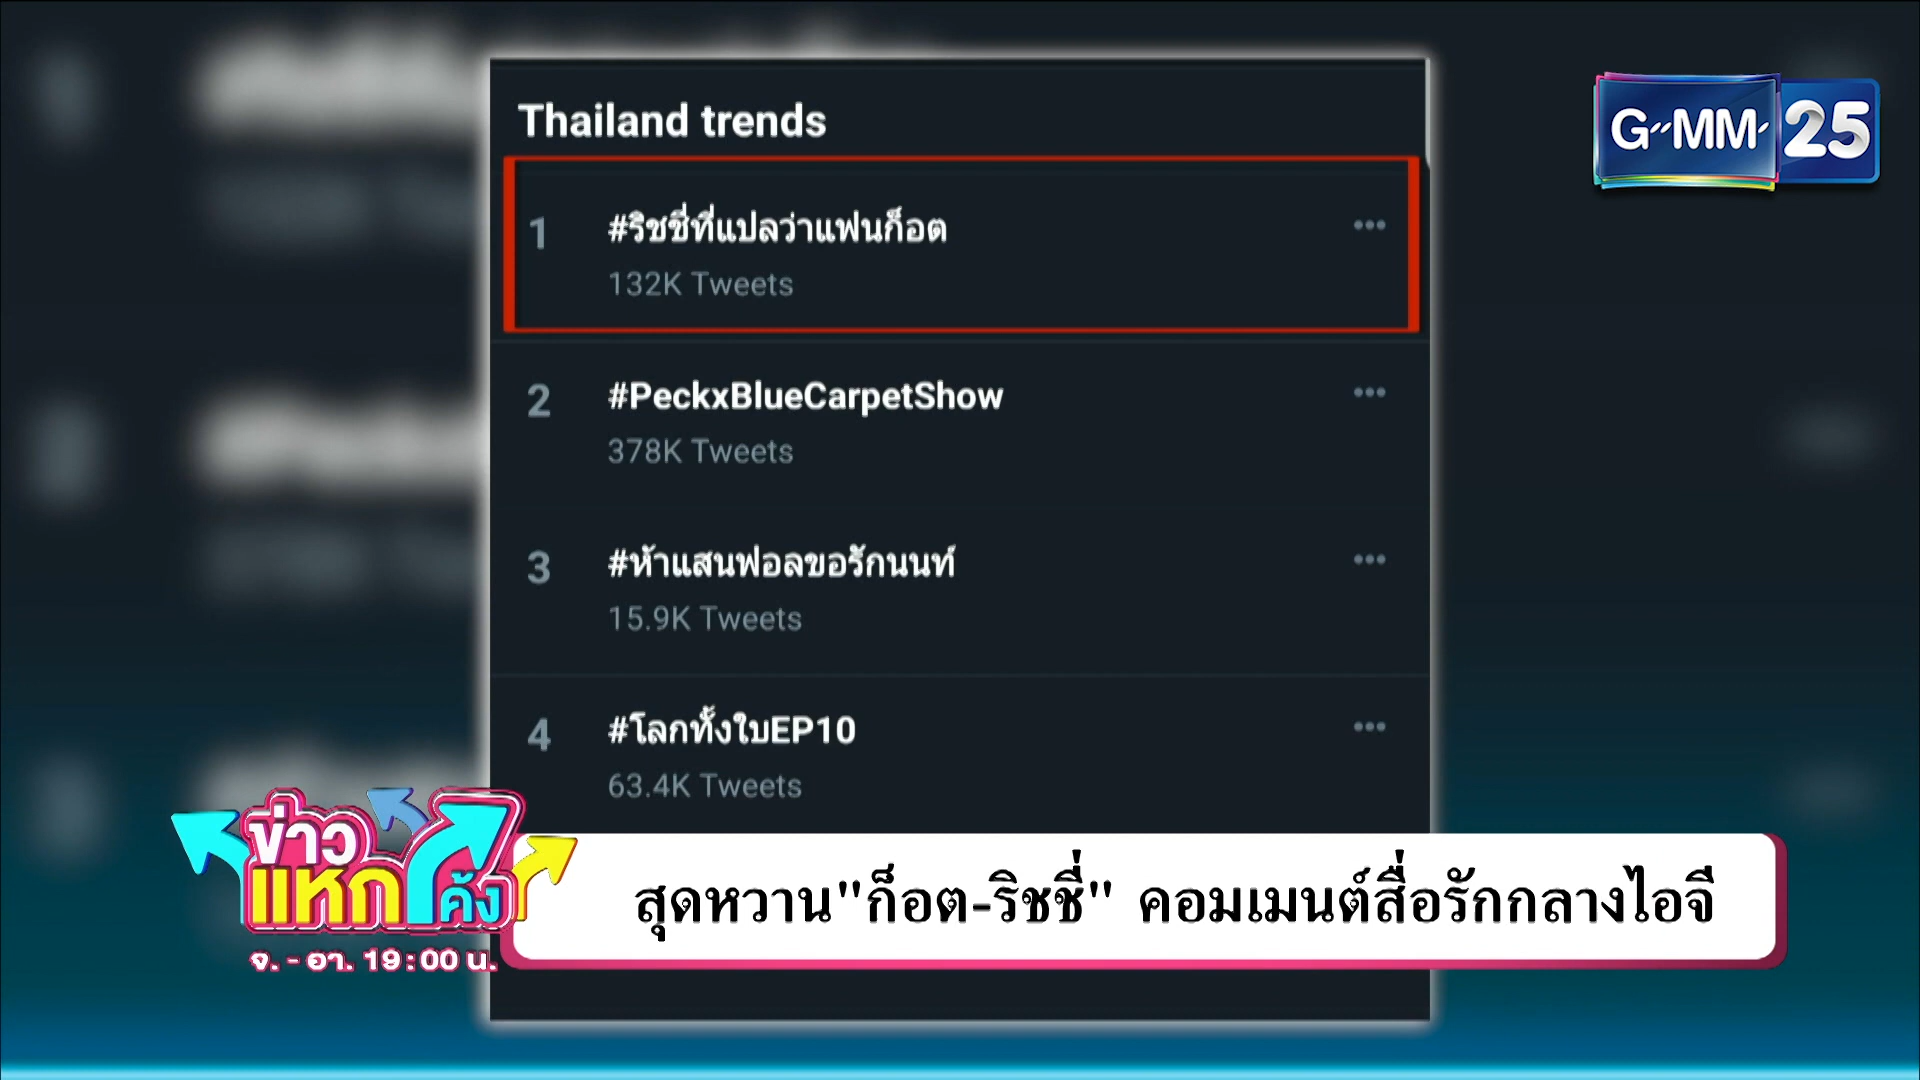 Thailand trends
G-MM 25
1 #ริชชี่ที่แปลว่าแฟนก็อต
132K Tweets
2 #PeckxBlueCarpetShow
378K Tweets
3 #ห้าแสนฟอลขอรักนนท์
15.9K Tweets
4 #โลกทั้งใบEP10
63.4K Tweets
ข่าว
แหกโค้ง
จ. - อา. 19:00 น.
สุดหวาน"ก็อต-ริชชี่" คอมเมนต์สื่อรักกลางไอจี